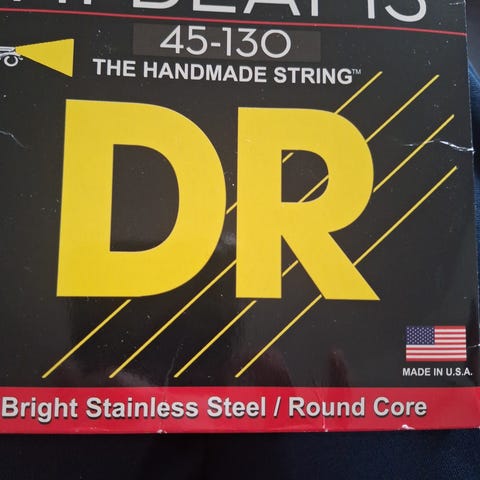 45-130
THE HANDMADE STRING™
DR
MADE IN U.S.A.
Bright Stainless Steel / Round Core